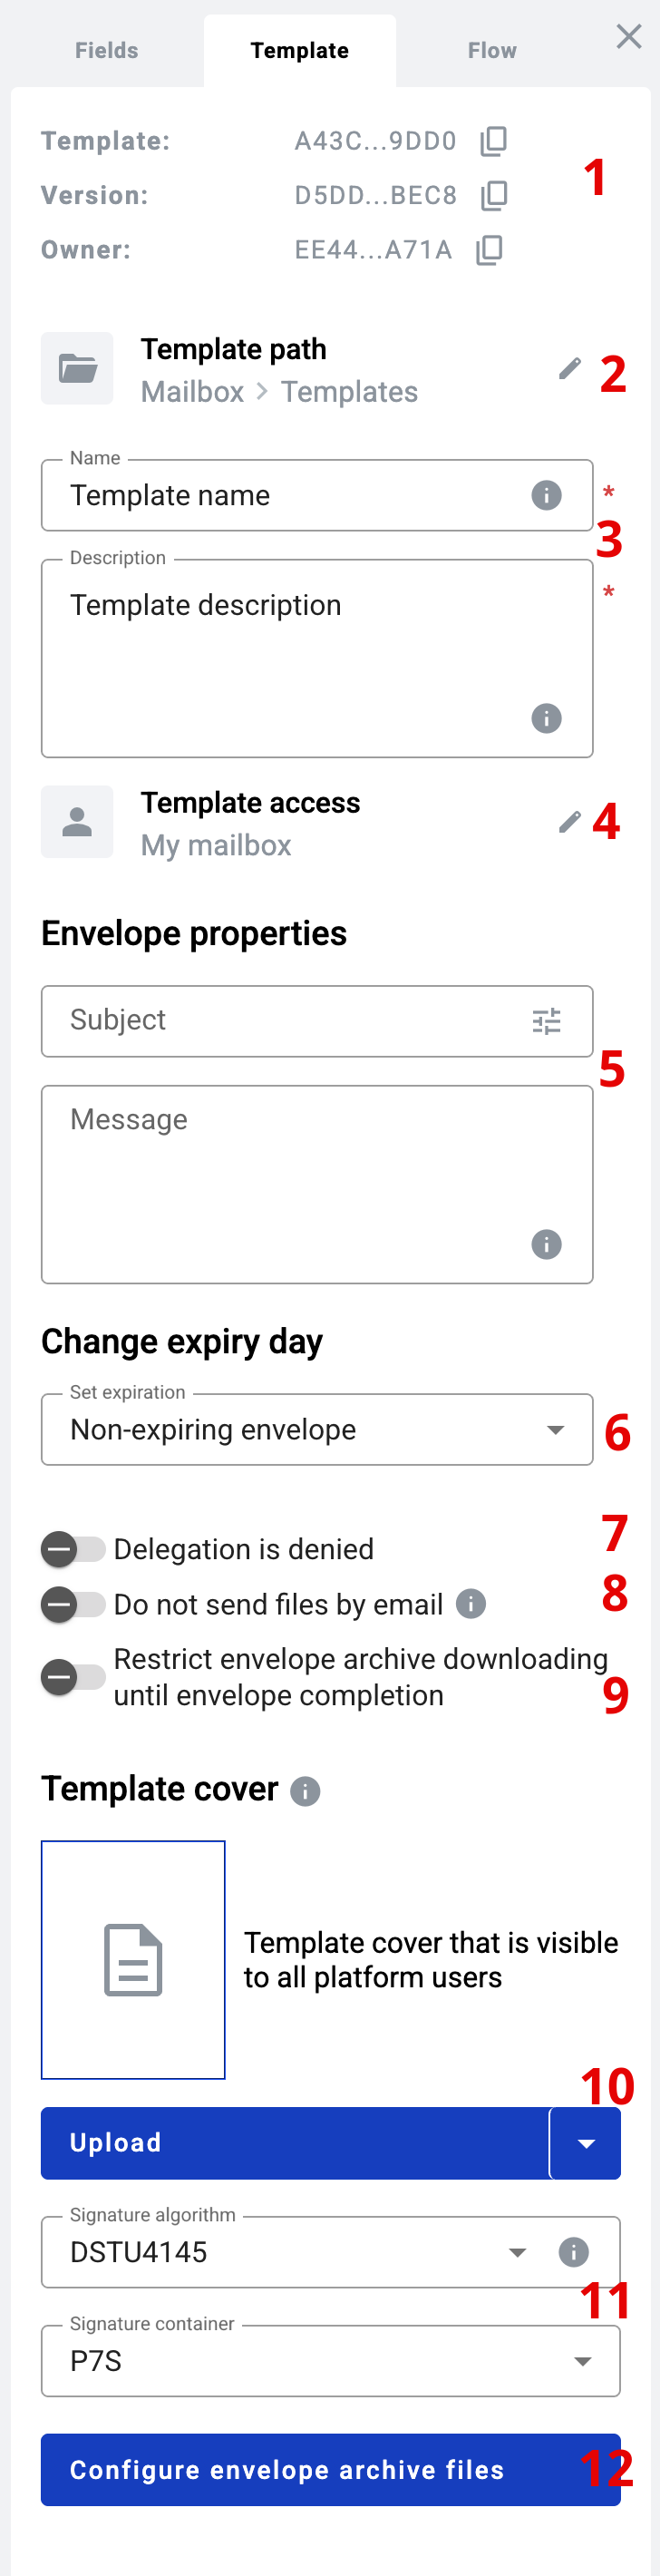 Fields Template Flow
Template: A43C...9DD0
1
Version: D5DD...BEC8
Owner: EE44...A71A
Template path
Mailbox > Templates
2
Name
Template name
*
3
Description
Template description
*
Template access
My mailbox
4
Envelope properties
Subject
5
Message
Change expiry day
Set expiration
Non-expiring envelope
6
Delegation is denied
7
Do not send files by email
8
Restrict envelope archive downloading
until envelope completion
9
Template cover
Template cover that is visible
to all platform users
10
Upload
Signature algorithm
DSTU4145
11
Signature container
P7S
Configure envelope archive files
12